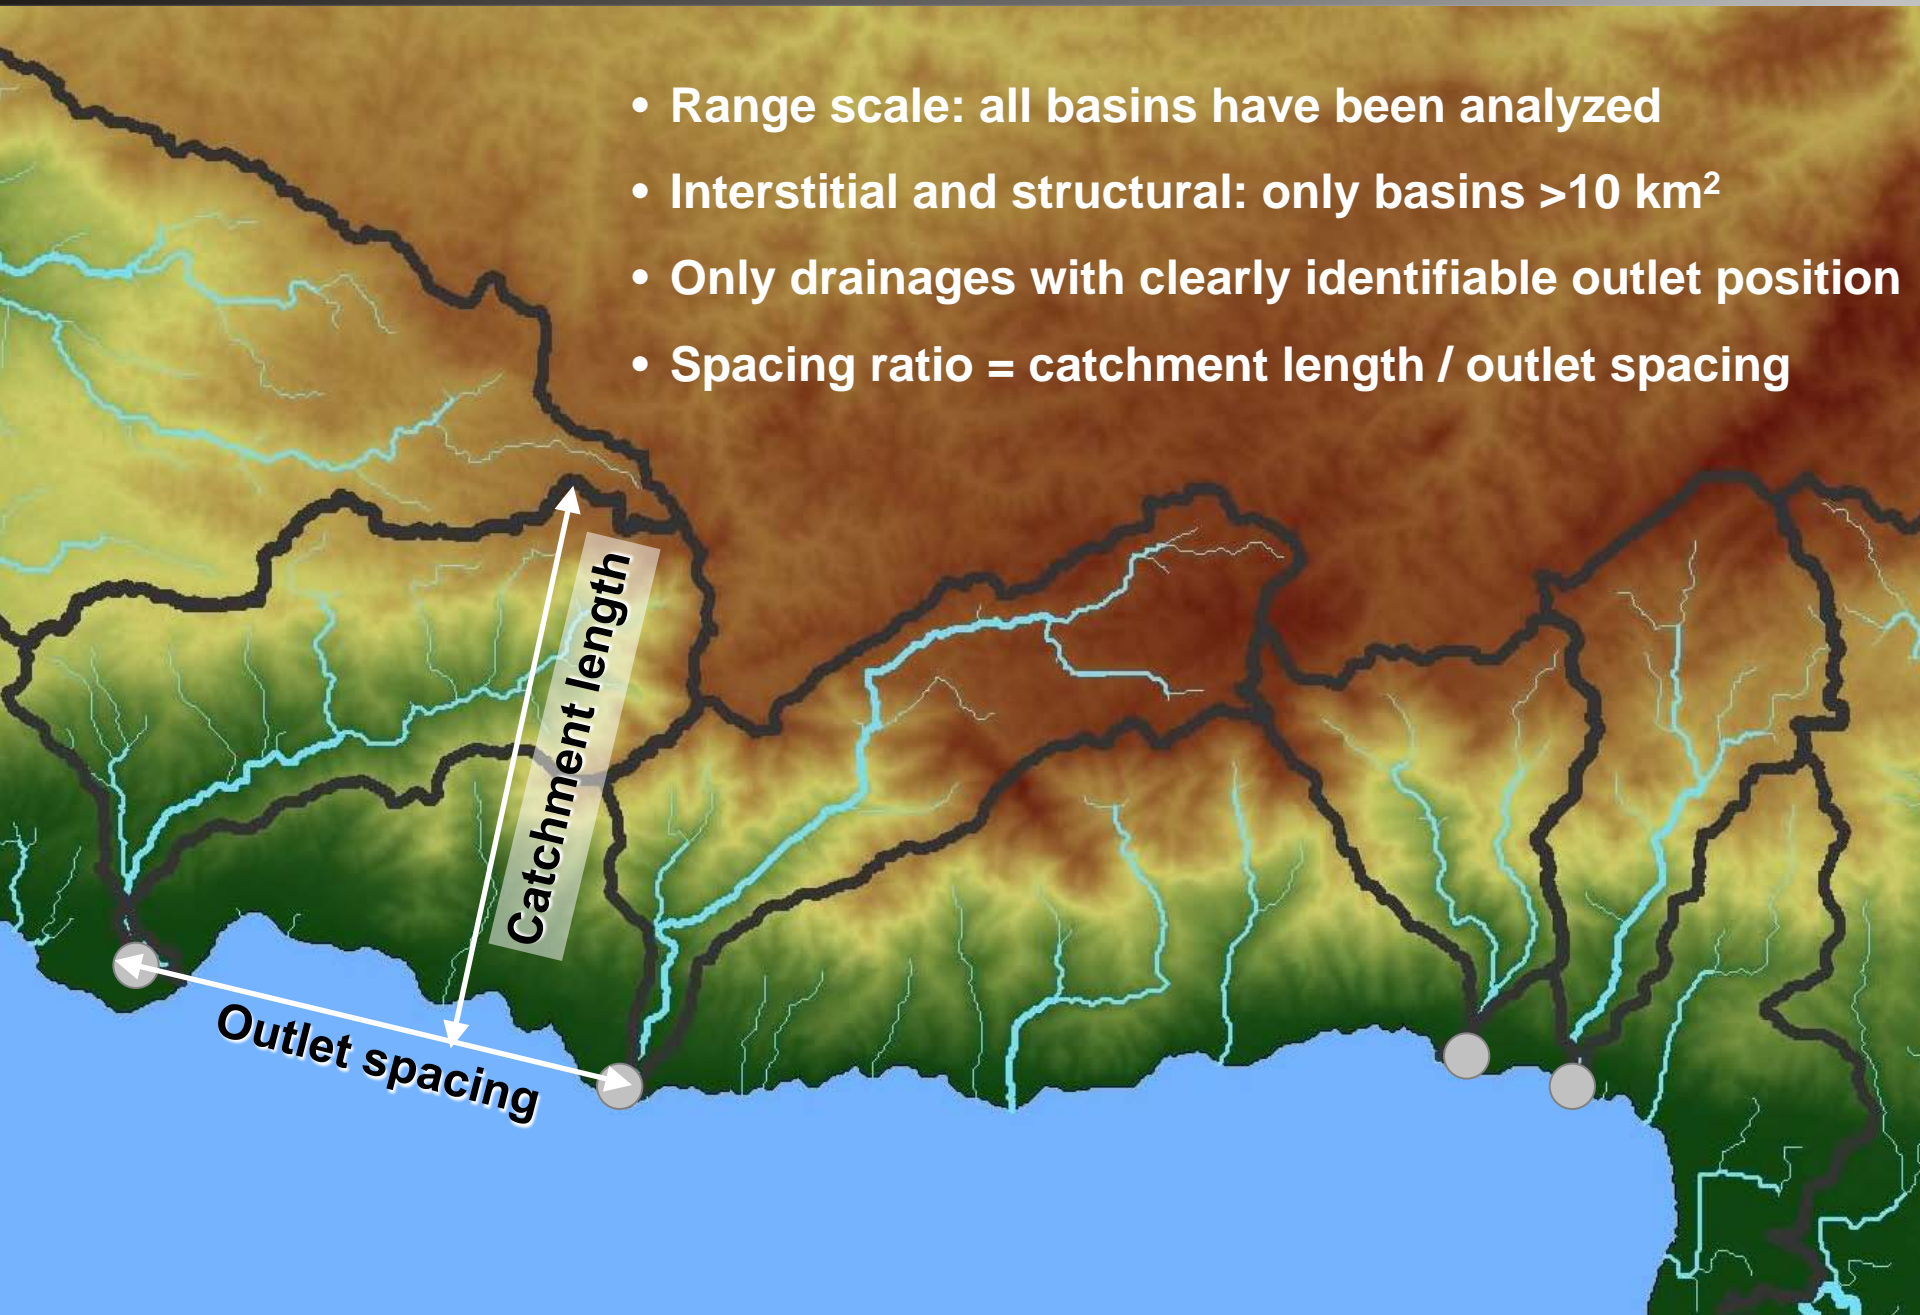 • Range scale: all basins have been analyzed
• Interstitial and structural: only basins >10 km²
• Only drainages with clearly identifiable outlet position
• Spacing ratio = catchment length / outlet spacing
Catchment length
Outlet spacing